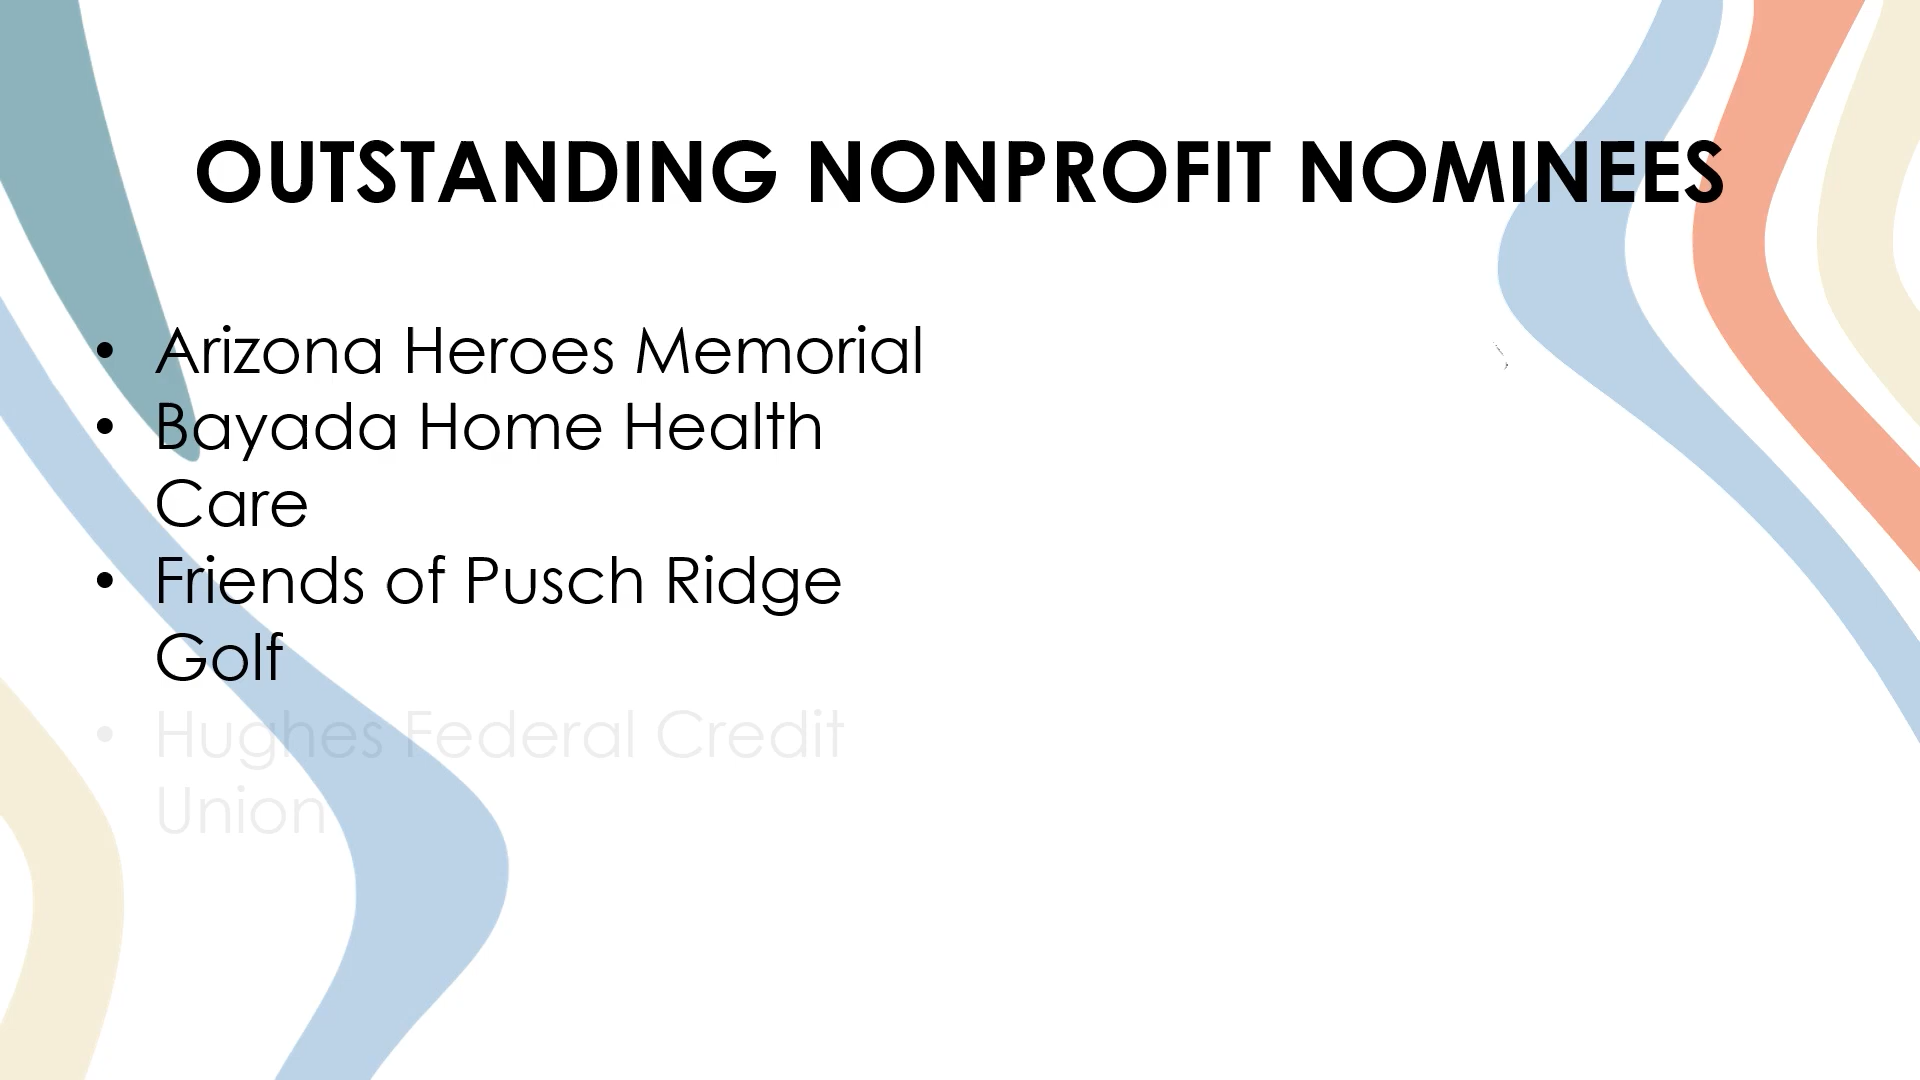 OUTSTANDING NONPROFIT NOMINEES
• Arizona Heroes Memorial
• Bayada Home Health
Care
• Friends of Pusch Ridge
Golf
• Hughes Federal Credit
Union